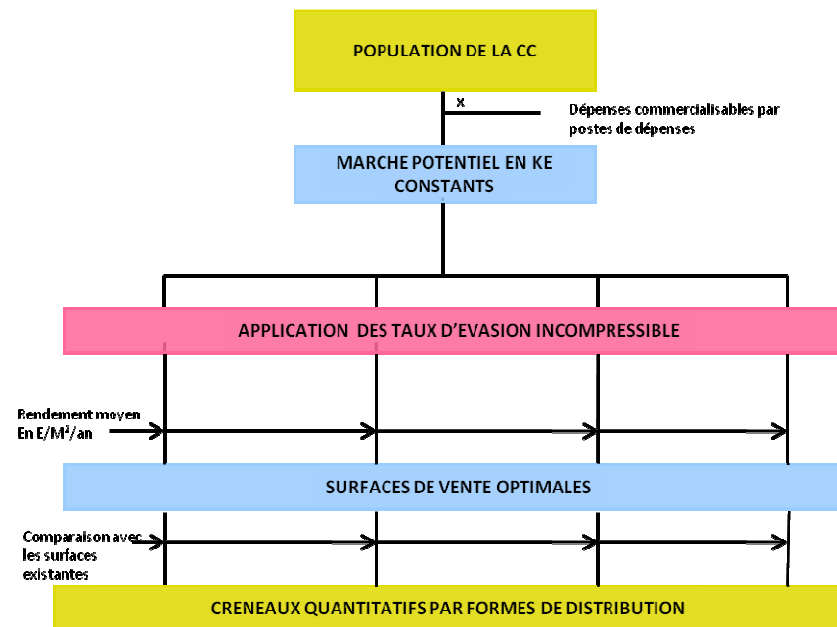 POPULATION DE LA CC
x
Dépenses commercialisables par
postes de dépenses
MARCHE POTENTIEL EN KE
CONSTANTS
APPLICATION DES TAUX D'EVASION INCOMPRESSIBLE
Rendement moyen
En E/M²/an
SURFACES DE VENTE OPTIMALES
Comparaison avec
les surfaces
existantes
CRENEAUX QUANTITATIFS PAR FORMES DE DISTRIBUTION